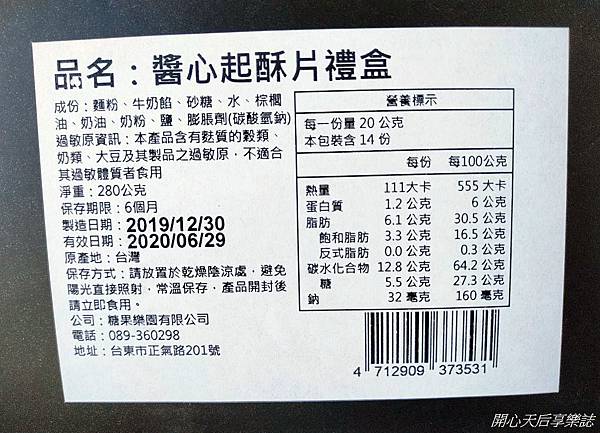 品名：醬心起酥片禮盒
成份：麵粉、牛奶餡、砂糖、水、棕櫚
油、奶油、奶粉、鹽、膨脹劑(碳酸氫鈉)
過敏原資訊：本產品含有麩質的穀類、
奶類、大豆及其製品之過敏原，不適合
其過敏體質者食用
淨重：280公克
保存期限：6個月
製造日期：2019/12/30
有效日期：2020/06/29
原產地：台灣
保存方式：請放置於乾燥陰涼處，避免
陽光直接照射，常溫保存，產品開封後
請立即食用。
公司：糖果樂園有限公司
電話：089-360298
地址：台東市正氣路201號
營養標示
每一份量 20 公克
本包裝含 14 份
每份 每100公克
熱量 111大卡 555 大卡
蛋白質 1.2 公克 6 公克
脂肪 6.1 公克 30.5 公克
飽和脂肪 3.3 公克 16.5 公克
反式脂肪 0.0 公克 0.3 公克
碳水化合物 12.8 公克 64.2 公克
糖 5.5 公克 27.3 公克
鈉 32 毫克 160 毫克
4 712909 373531
開心天后享樂誌